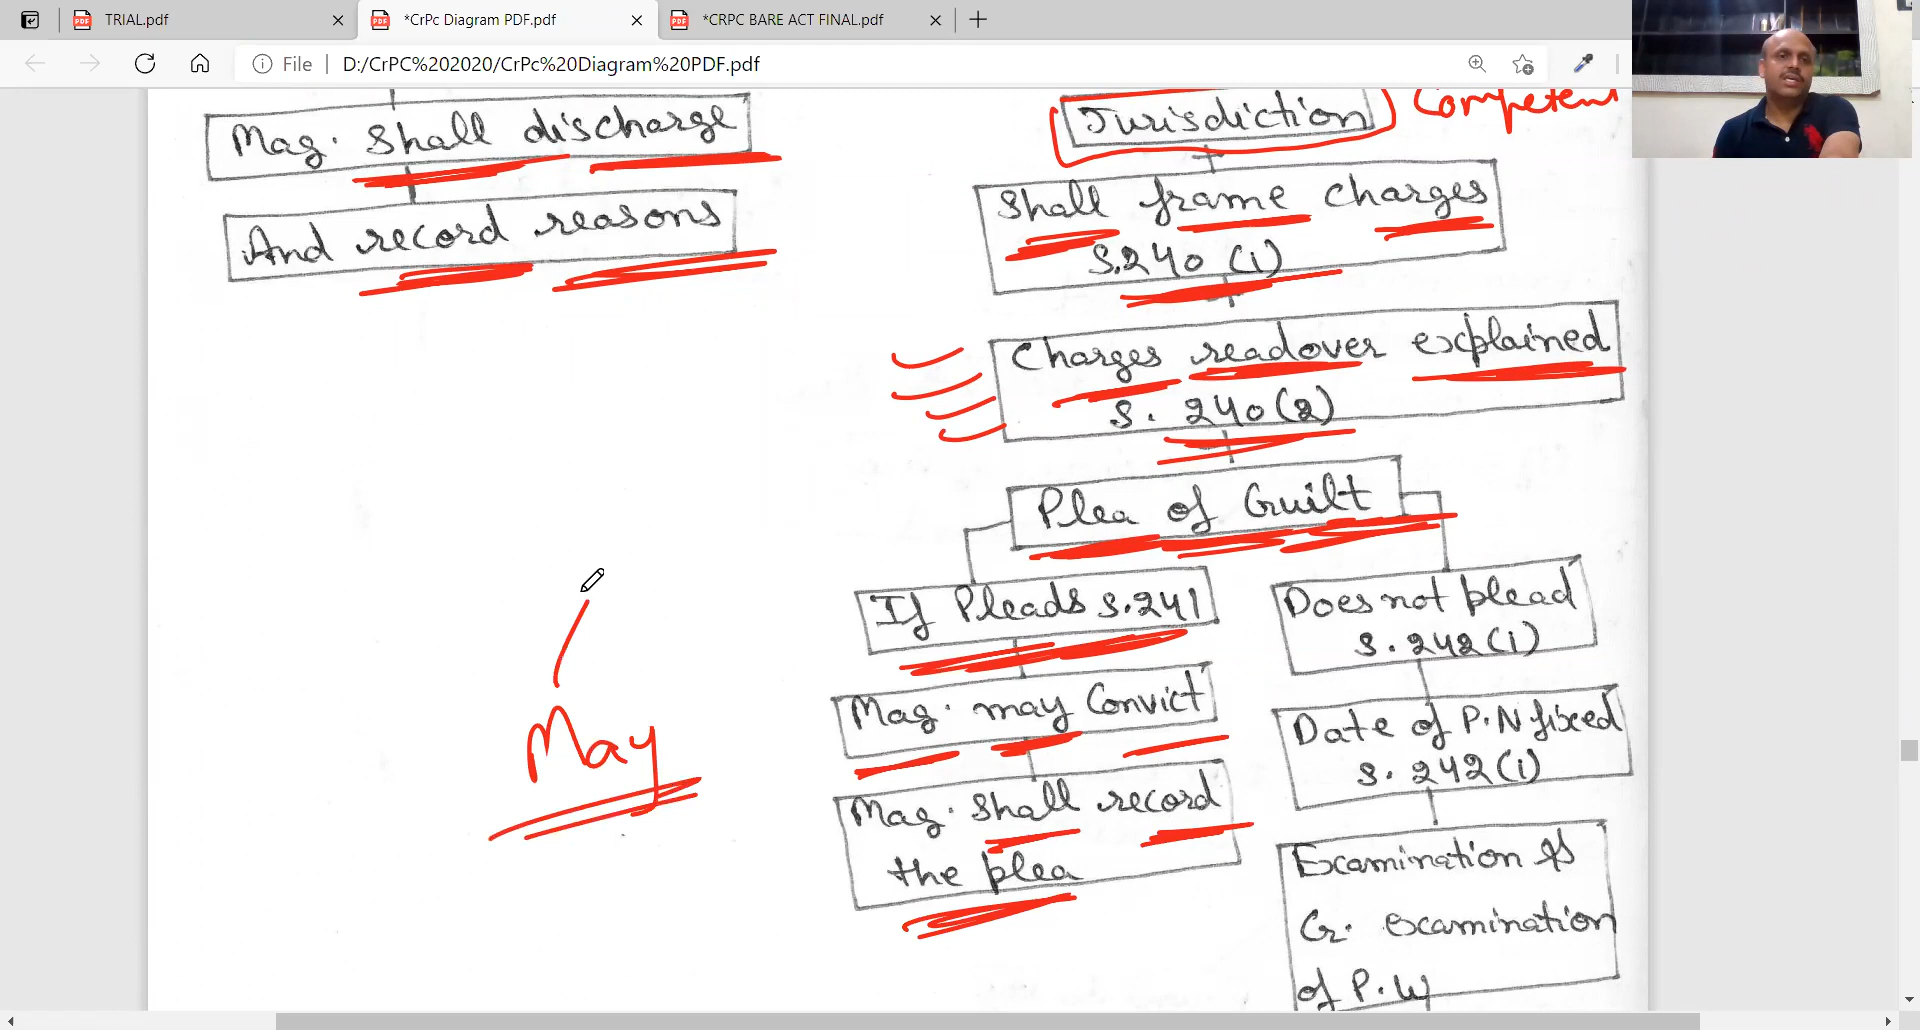 TRIAL.pdf
*CrPc Diagram PDF.pdf
*CRPC BARE ACT FINAL.pdf
File
D:/CrPC%202020/CrPc%20Diagram%20PDF.pdf
Mag. Shall discharge
And record reasons
Jurisdiction
Competent
Shall frame charges
S.240 (1)
Charges readover explained
S. 240(2)
Plea of Guilt
If Pleads S.241
Mag. may Convict
Mag. Shall record
the plea
Does not plead
S. 242(1)
Date of P.N fixed
S. 242(1)
Examination of
Cr. examination
of P.W
May